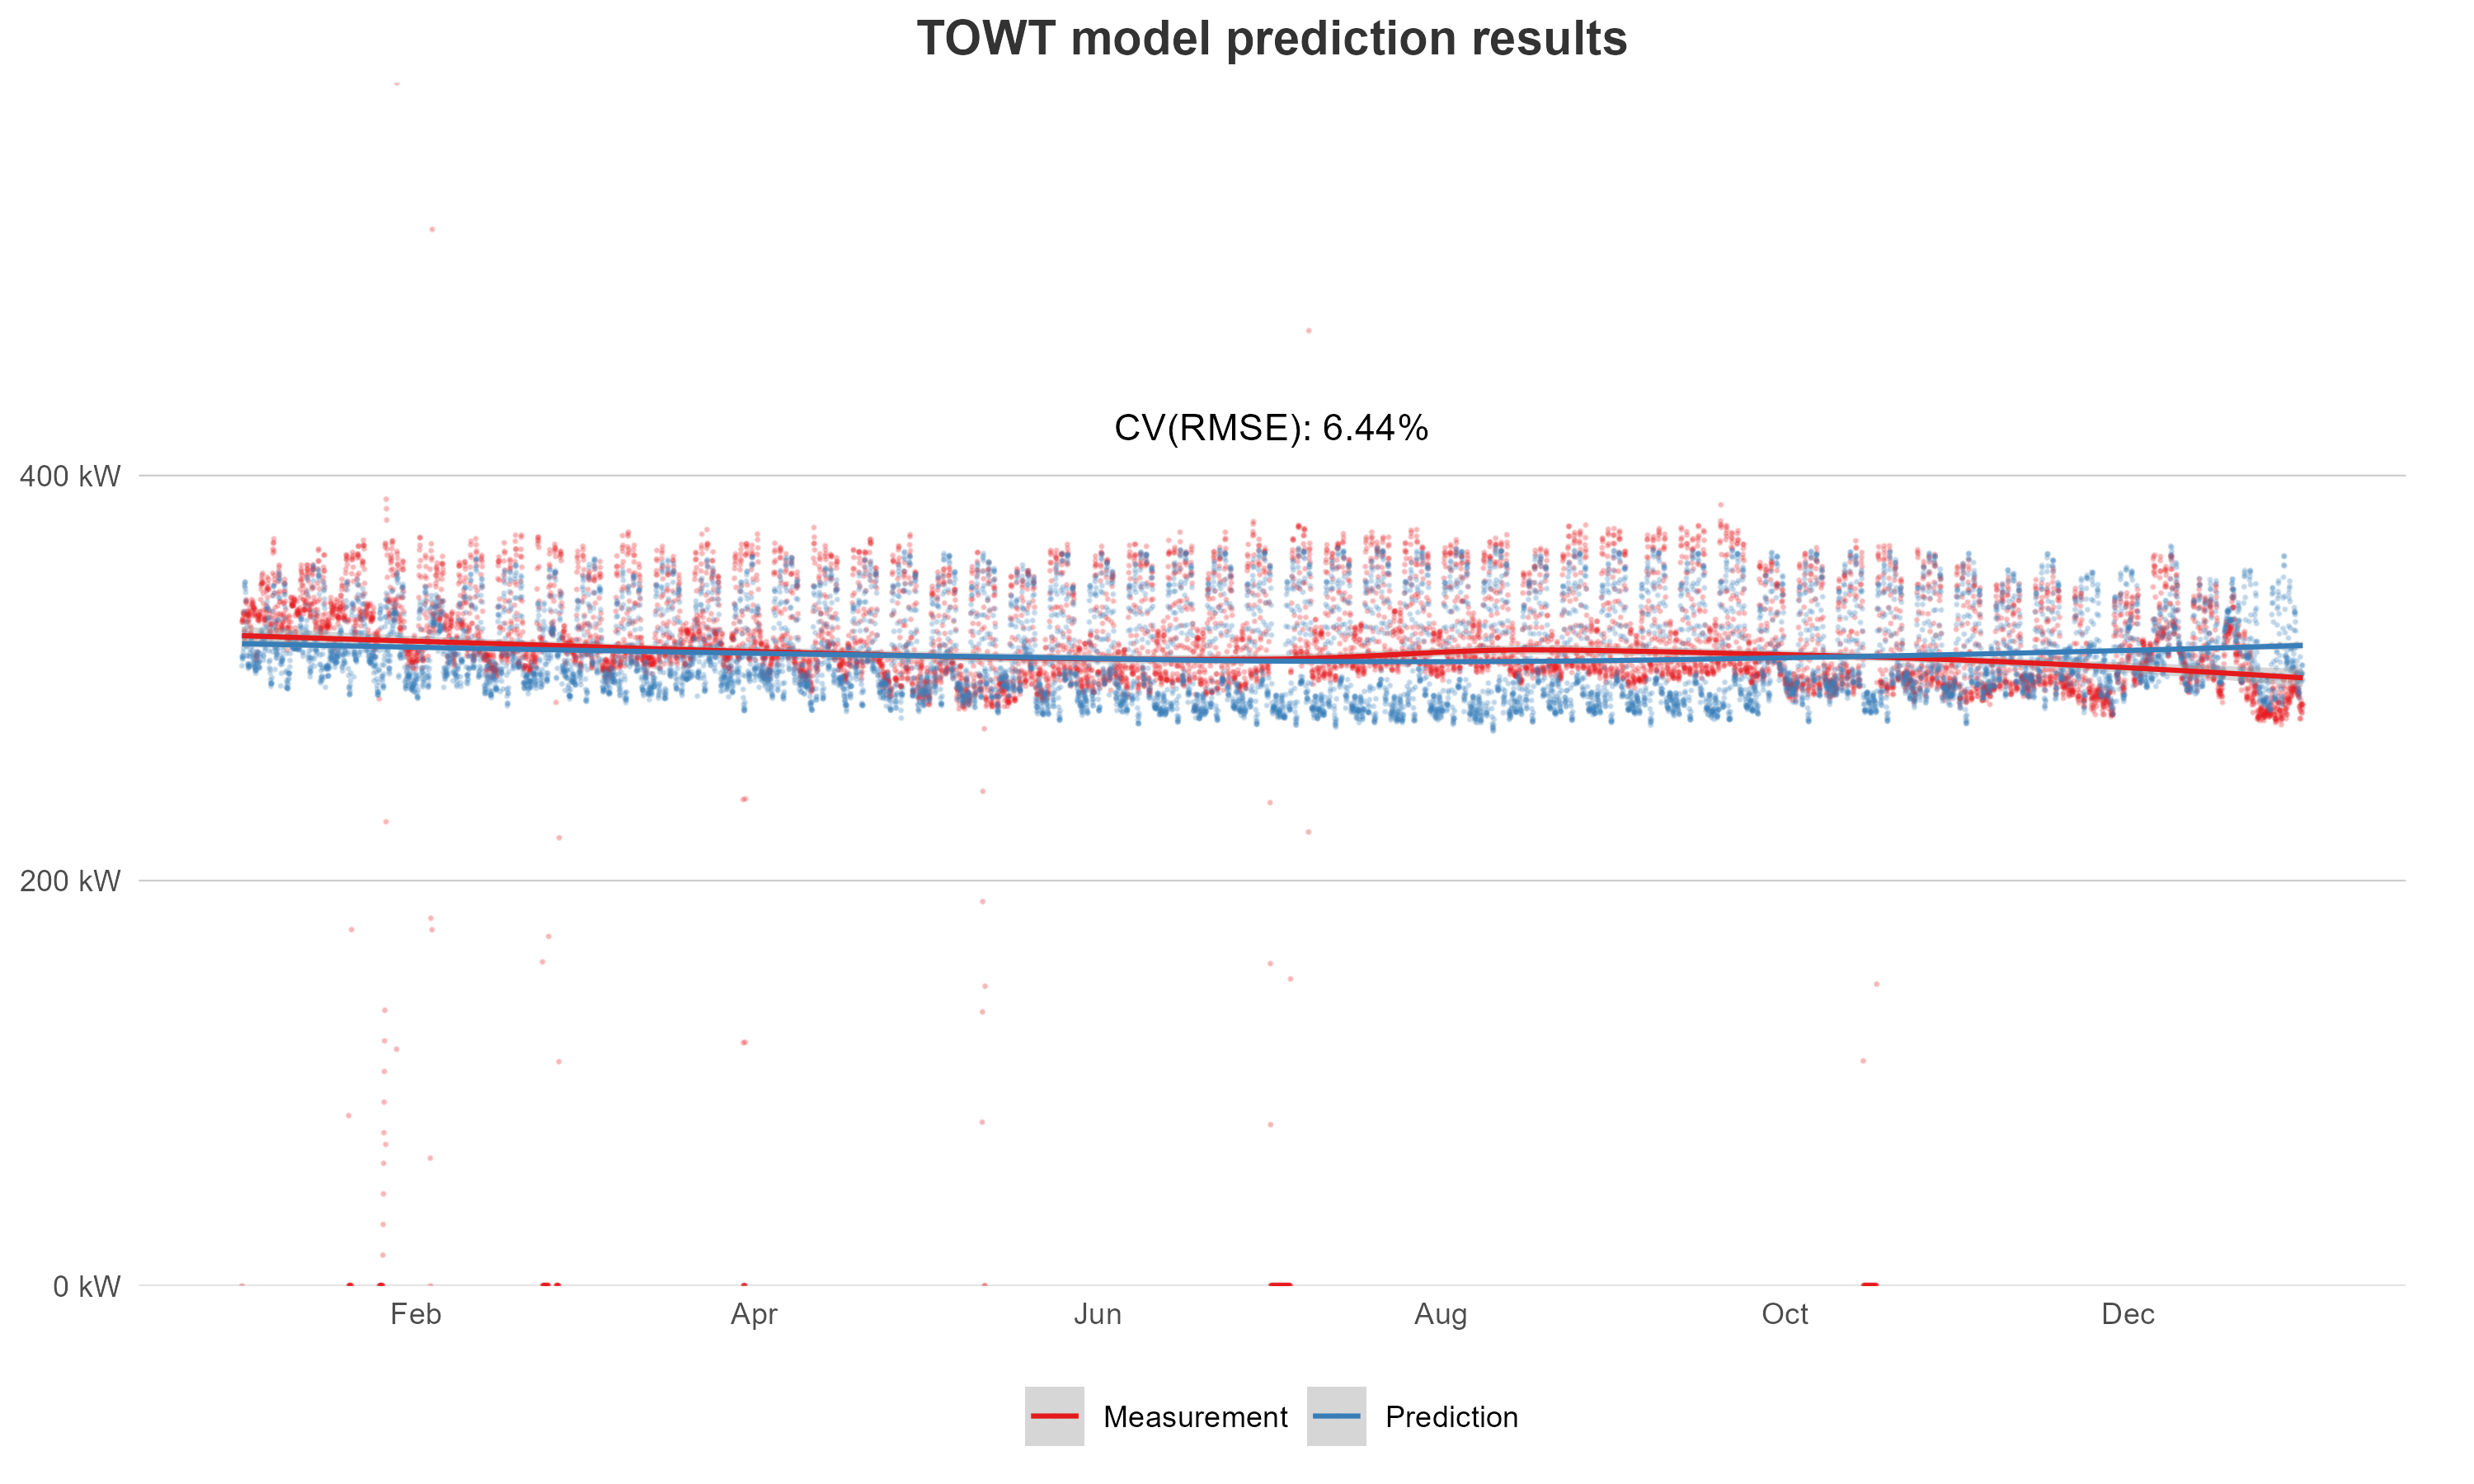 TOWT model prediction results
CV(RMSE): 6.44%
400 kW
200 kW
0 kW
Feb Apr Jun Aug Oct Dec
Measurement Prediction